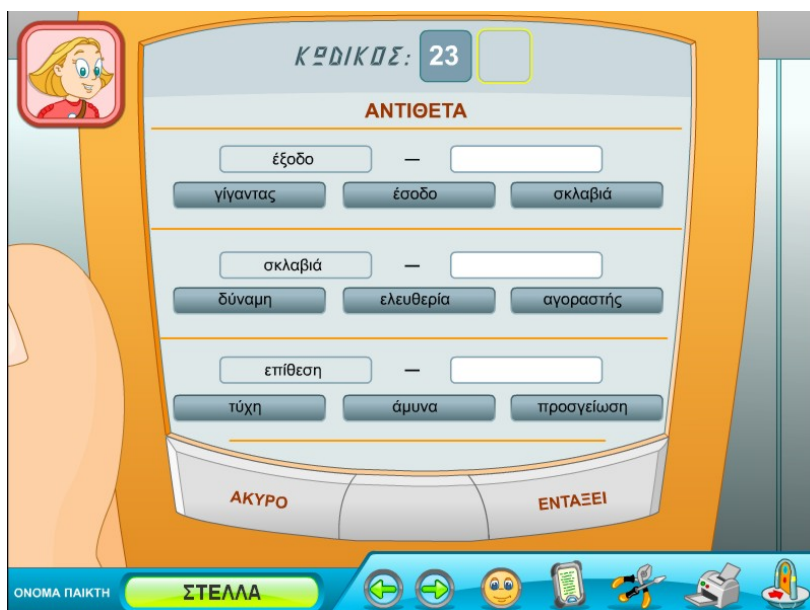 ΚΩΔΙΚΟΣ: 23
ΑΝΤΙΘΕΤΑ
έξοδο –
γίγαντας έσοδο σκλαβιά
σκλαβιά –
δύναμη ελευθερία αγοραστής
επίθεση –
τύχη άμυνα προσγείωση
ΑΚΥΡΟ ΕΝΤΑΞΕΙ
ΟΝΟΜΑ ΠΑΙΚΤΗ ΣΤΕΛΛΑ